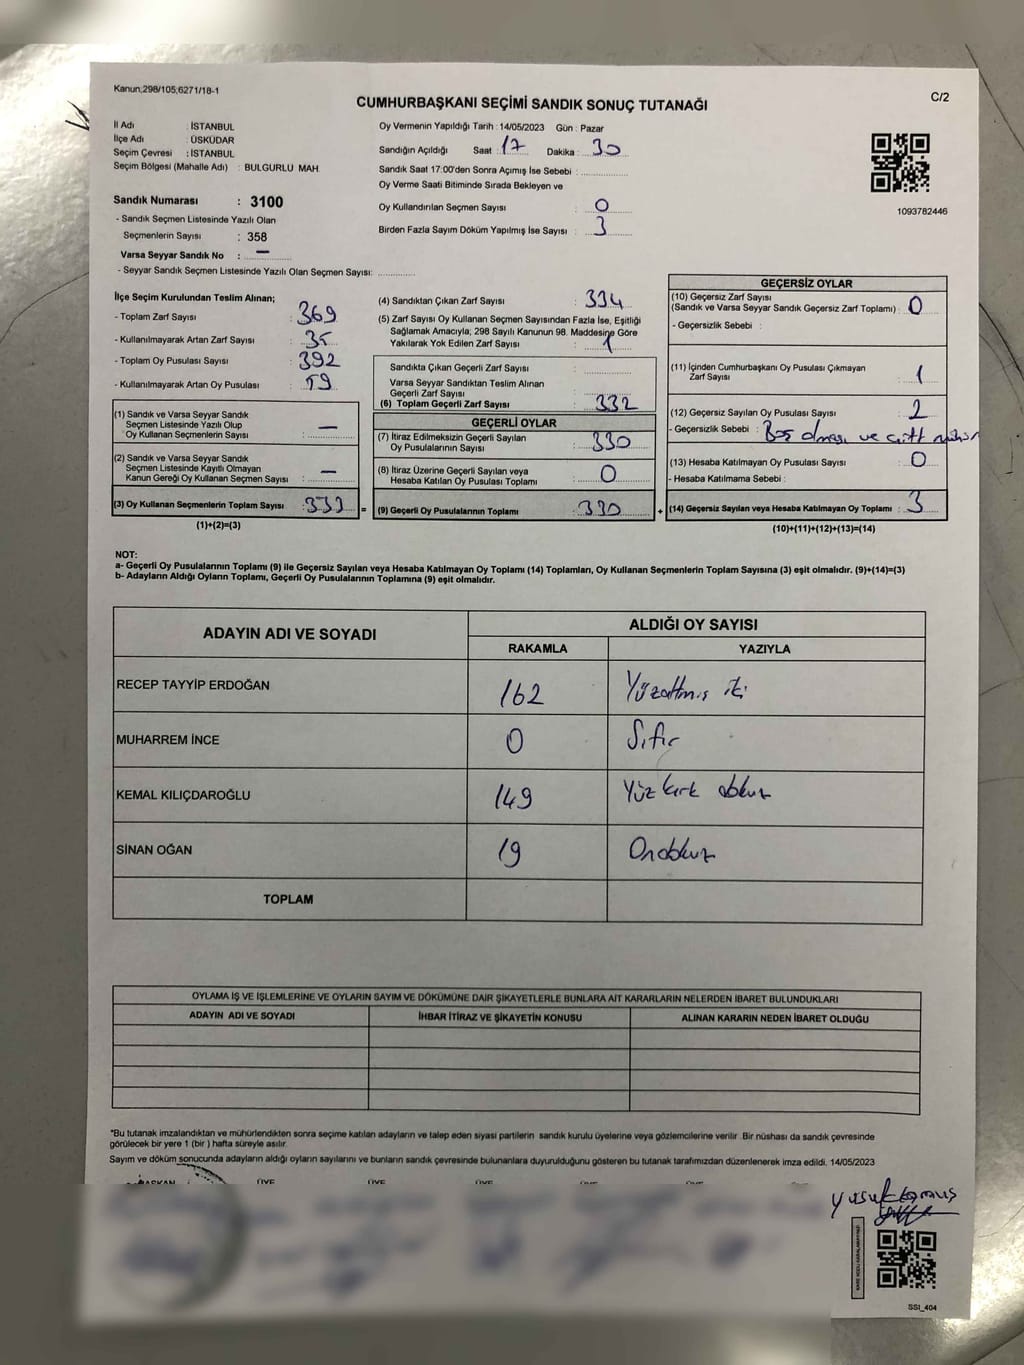 Kanun;298/105;6271/18-1
C/2
CUMHURBAŞKANI SEÇİMİ SANDIK SONUÇ TUTANAĞI
İl Adı : İSTANBUL
İlçe Adı : ÜSKÜDAR
Seçim Çevresi : İSTANBUL
Seçim Bölgesi (Mahalle Adı) : BULGURLU MAH.
Sandık Numarası : 3100
- Sandık Seçmen Listesinde Yazılı Olan
Seçmenlerin Sayısı : 358
Varsa Seyyar Sandık No : —
- Seyyar Sandık Seçmen Listesinde Yazılı Olan Seçmen Sayısı: ............
Oy Vermenin Yapıldığı Tarih : 14/05/2023 Gün : Pazar
Sandığın Açıldığı Saat : 17 Dakika : 30
Sandık Saat 17:00'den Sonra Açımış İse Sebebi : ...............
Oy Verme Saati Bitiminde Sırada Bekleyen ve
Oy Kullandırılan Seçmen Sayısı : 0
Birden Fazla Sayım Döküm Yapılmış İse Sayısı : 3
1093782446
İlçe Seçim Kurulundan Teslim Alınan;
- Toplam Zarf Sayısı : 369
- Kullanılmayarak Artan Zarf Sayısı : 35
- Toplam Oy Pusulası Sayısı : 392
- Kullanılmayarak Artan Oy Pusulası : 59
(1) Sandık ve Varsa Seyyar Sandık
Seçmen Listesinde Yazılı Olup
Oy Kullanan Seçmenlerin Sayısı : —
(2) Sandık ve Varsa Seyyar Sandık
Seçmen Listesinde Kayıtlı Olmayan
Kanun Gereği Oy Kullanan Seçmen Sayısı : —
(3) Oy Kullanan Seçmenlerin Toplam Sayısı : 333 =
(1)+(2)=(3)
(4) Sandıktan Çıkan Zarf Sayısı : 334
(5) Zarf Sayısı Oy Kullanan Seçmen Sayısından Fazla İse, Eşitliği
Sağlamak Amacıyla; 298 Sayılı Kanunun 98. Maddesine Göre
Yakılarak Yok Edilen Zarf Sayısı : 1
Sandıkta Çıkan Geçerli Zarf Sayısı :
Varsa Seyyar Sandıktan Teslim Alınan
Geçerli Zarf Sayısı :
(6) Toplam Geçerli Zarf Sayısı : 332
GEÇERLİ OYLAR
(7) İtiraz Edilmeksizin Geçerli Sayılan
Oy Pusulası Sayısı : 330
(8) İtiraz Üzerine Geçerli Sayılan veya
Hesaba Katılan Oy Pusulası Toplamı : 0
(9) Geçerli Oy Pusulalarının Toplamı : 330 +
GEÇERSİZ OYLAR
(10) Geçersiz Zarf Sayısı
(Sandık ve Varsa Seyyar Sandık Geçersiz Zarf Toplamı) : 0
- Geçersizlik Sebebi :
(11) İçinden Cumhurbaşkanı Oy Pusulası Çıkmayan
Zarf Sayısı : 1
(12) Geçersiz Sayılan Oy Pusulası Sayısı : 2
- Geçersizlik Sebebi : Boş olması ve çift mühür
(13) Hesaba Katılmayan Oy Pusulası Sayısı : 0
- Hesaba Katılmama Sebebi :
(14) Geçersiz Sayılan veya Hesaba Katılmayan Oy Toplamı : 3
(10)+(11)+(12)+(13)=(14)
NOT:
a- Geçerli Oy Pusulalarının Toplamı (9) ile Geçersiz Sayılan veya Hesaba Katılmayan Oy Toplamı (14) Toplamları, Oy Kullanan Seçmenlerin Toplam Sayısına (3) eşit olmalıdır. (9)+(14)=(3)
b- Adayların Aldığı Oyların Toplamı, Geçerli Oy Pusulalarının Toplamına (9) eşit olmalıdır.
ADAYIN ADI VE SOYADI ALDIĞI OY SAYISI
RAKAMLA YAZIYLA
RECEP TAYYİP ERDOĞAN 162 Yüzaltmış iki
MUHARREM İNCE 0 Sıfır
KEMAL KILIÇDAROĞLU 149 Yüz kırk dokuz
SİNAN OĞAN 19 Ondokuz
TOPLAM
OYLAMA İŞ VE İŞLEMLERİNE VE OYLARIN SAYIM VE DÖKÜMÜNE DAİR ŞİKAYETLERLE BUNLARA AİT KARARLARIN NELERDEN İBARET BULUNDUKLARI
ADAYIN ADI VE SOYADI İHBAR İTİRAZ VE ŞİKAYETİN KONUSU ALINAN KARARIN NEDEN İBARET OLDUĞU
*Bu tutanak imzalandıktan ve mühürlendikten sonra seçime katılan adayların ve talep eden siyasi partilerin sandık kurulu üyelerine veya gözlemcilerine verilir. Bir nüshası da sandık çevresinde
görülecek bir yere 1 (bir ) hafta süreyle asılır.
Sayım ve döküm sonucunda adayların aldığı oyların sayılarını ve bunların sandık çevresinde bulunanlara duyurulduğunu gösteren bu tutanak tarafımızdan düzenlenerek imza edildi. 14/05/2023
BAŞKAN ÜYE ÜYE ÜYE ÜYE ÜYE
SSI_404